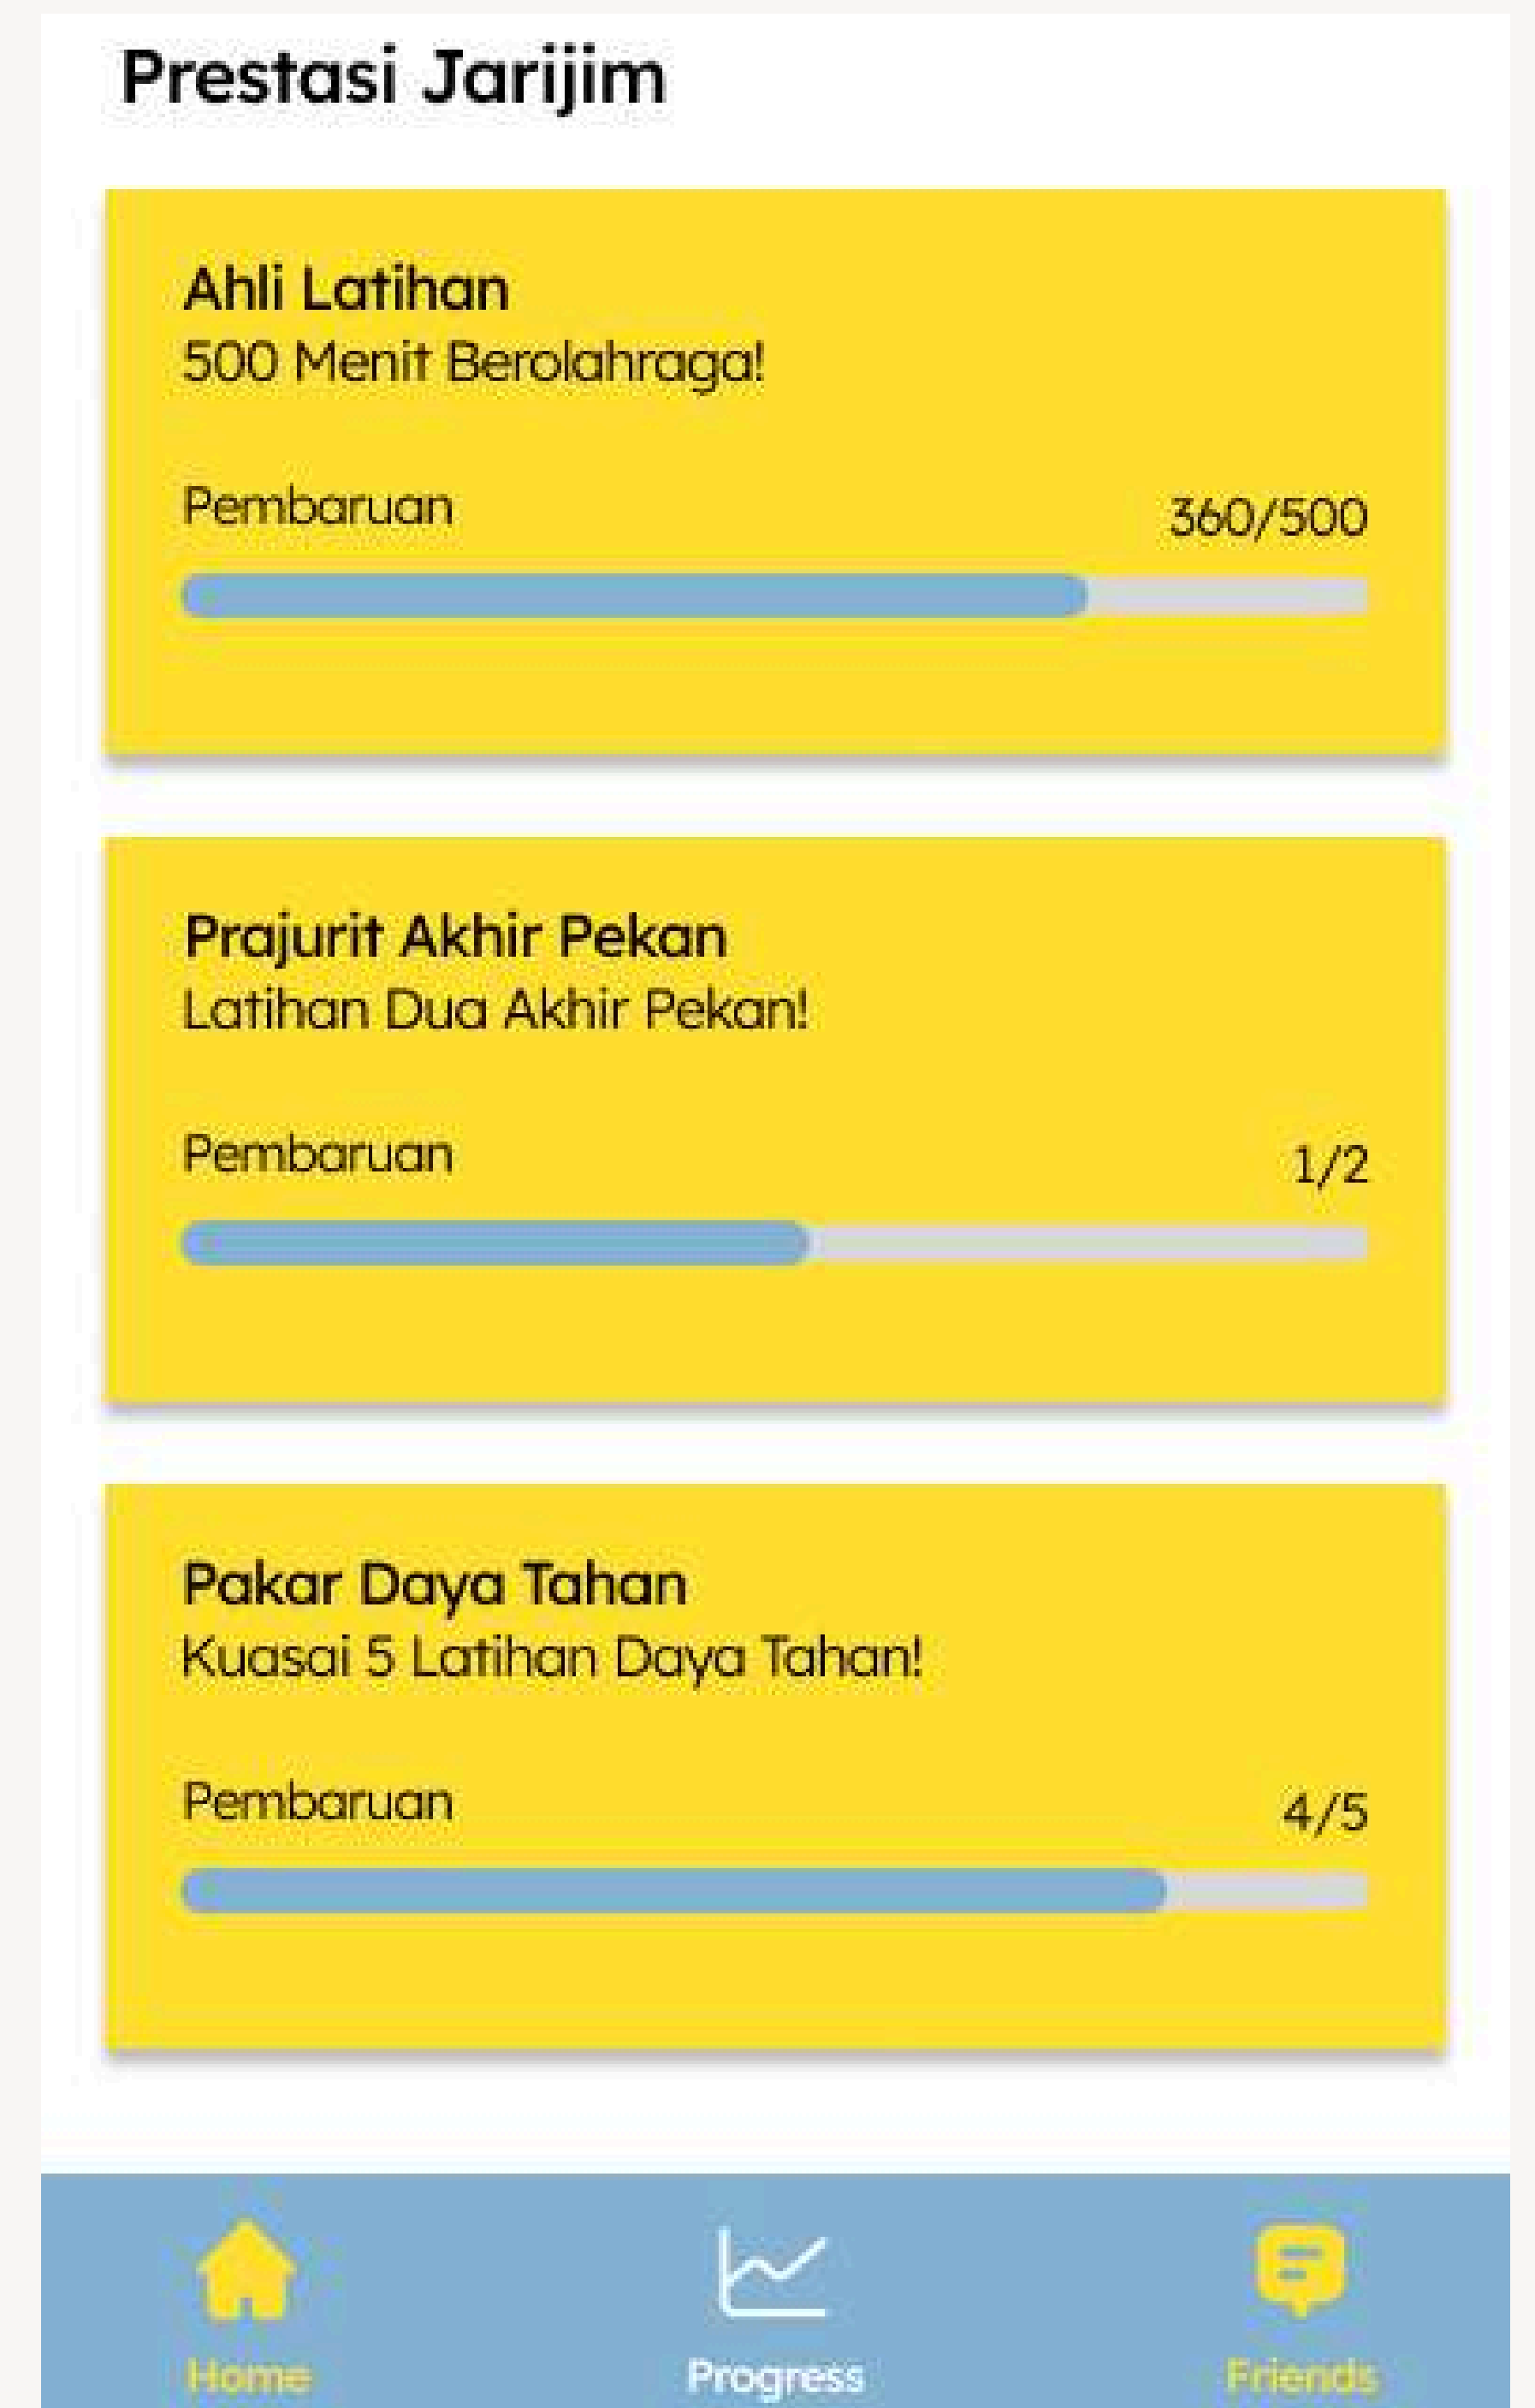 Prestasi Jarijim
Ahli Latihan
500 Menit Berolahraga!
Pembaruan
360/500
Prajurit Akhir Pekan
Latihan Dua Akhir Pekan!
Pembaruan
1/2
Pakar Daya Tahan
Kuasai 5 Latihan Daya Tahan!
Pembaruan
4/5
Home
Progress
Friends